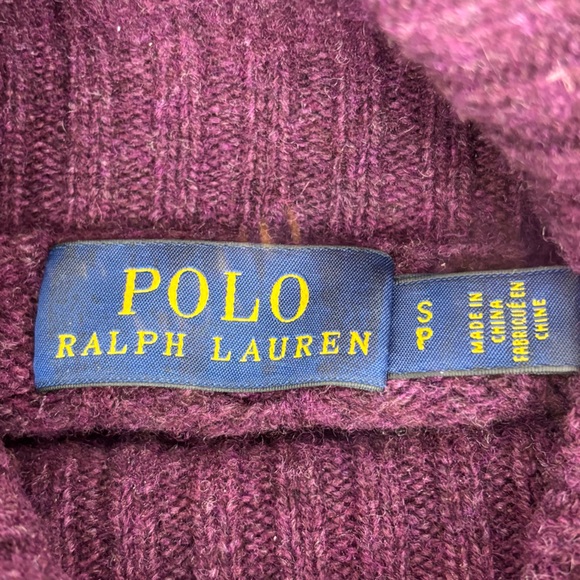 POLO
RALPH LAUREN
S
P
MADE IN
CHINA
FABRIQUÉ EN
CHINE